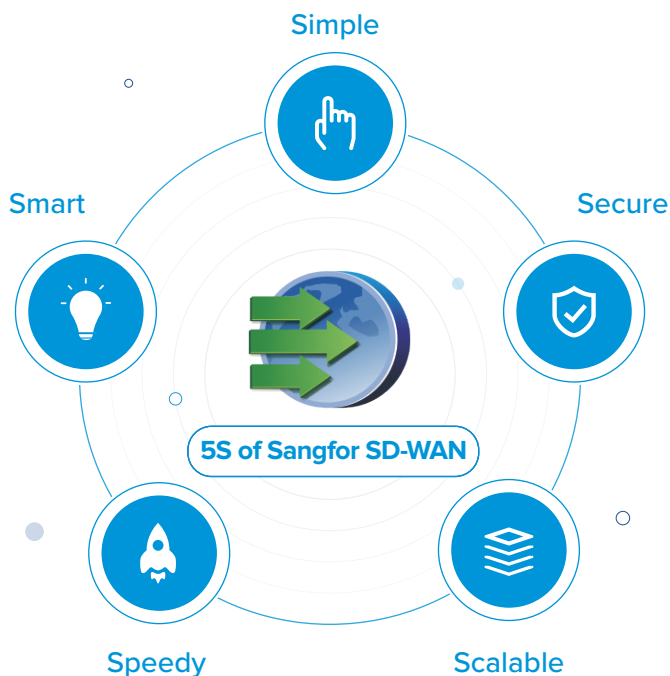 Simple
Smart
Secure
5S of Sangfor SD-WAN
Speedy
Scalable